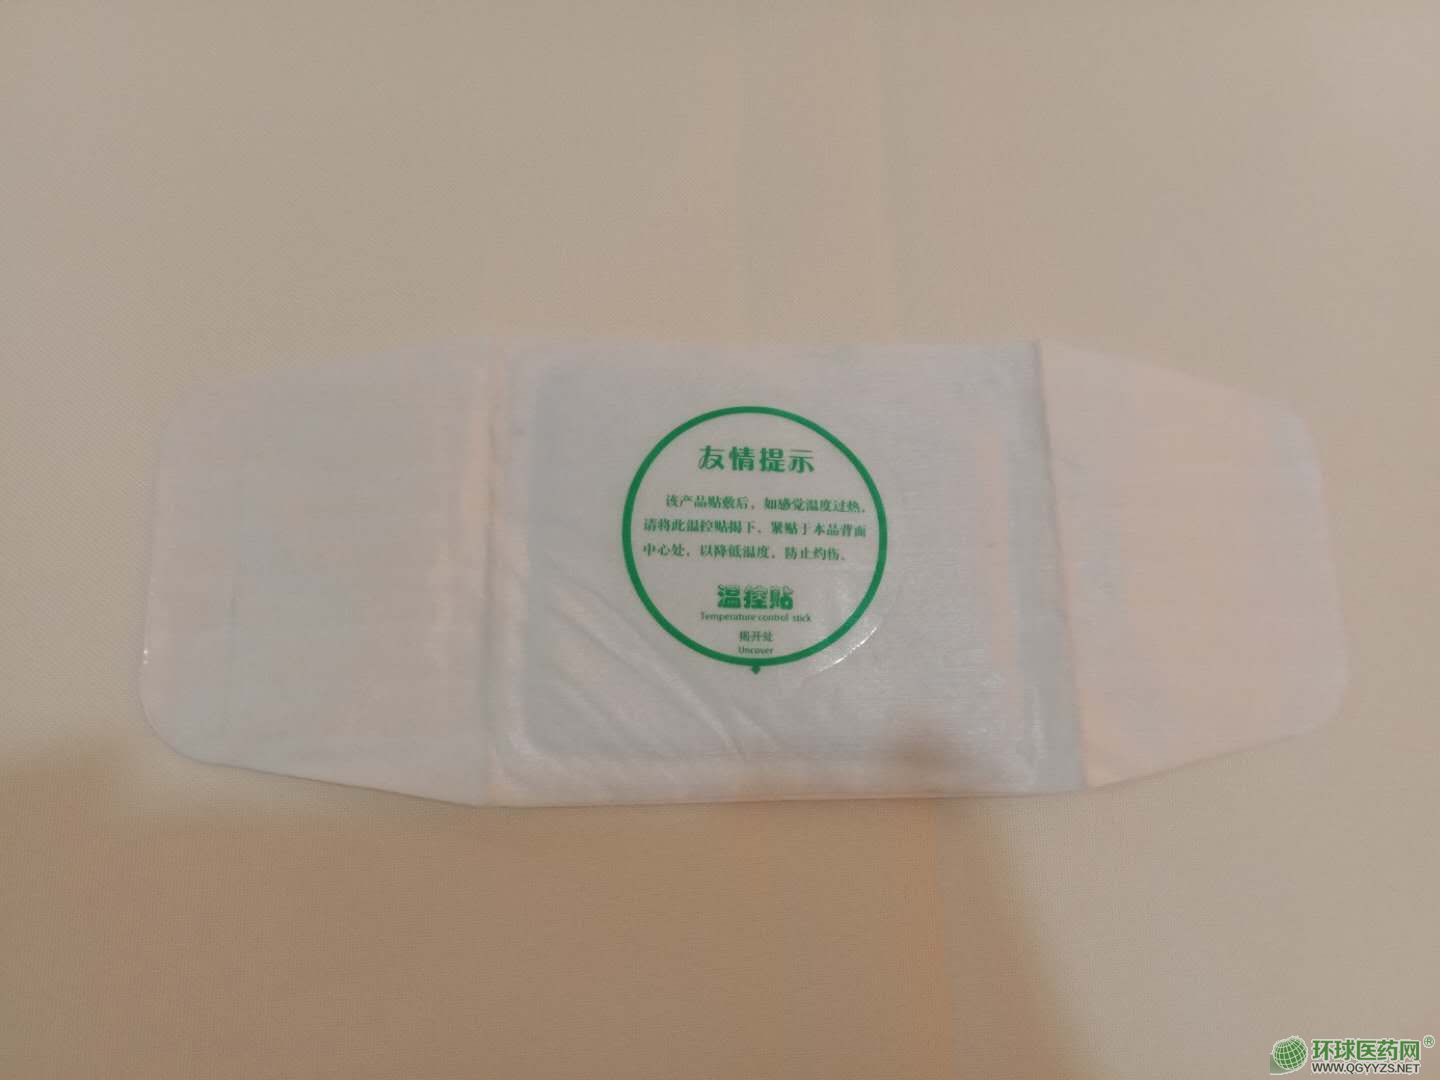 友情提示
该产品贴敷后，如感觉温度过热，
请将此温控贴揭下，紧贴于本品背面
中心处，以降低温度，防止灼伤。
温控贴
Temperature control stick
揭开处
Uncover
环球医药网®
WWW.QGYYZS.NET